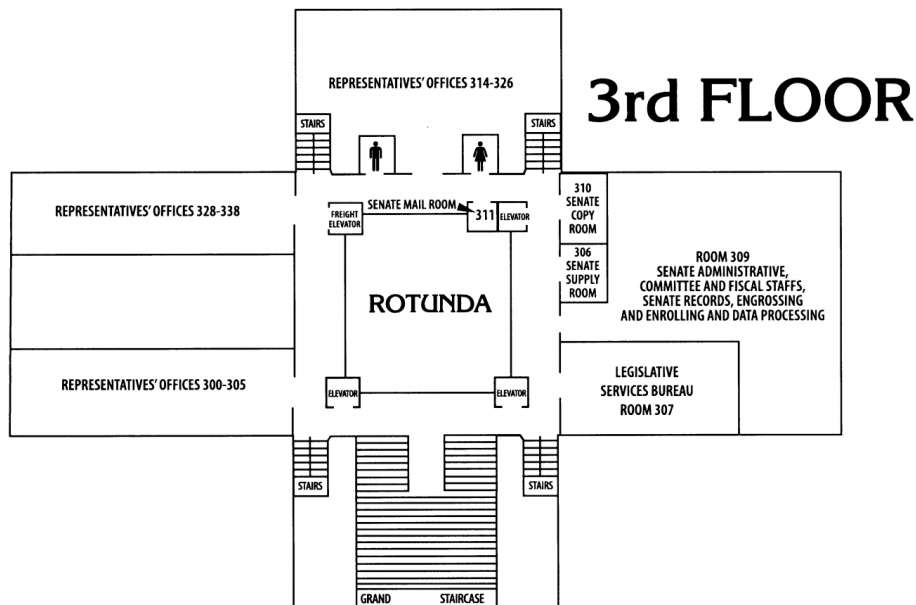 REPRESENTATIVES' OFFICES 314-326
3rd FLOOR
STAIRS
STAIRS
REPRESENTATIVES' OFFICES 328-338
SENATE MAIL ROOM
FREIGHT
ELEVATOR
311
ELEVATOR
310
SENATE
COPY
ROOM
306
SENATE
SUPPLY
ROOM
ROOM 309
SENATE ADMINISTRATIVE,
COMMITTEE AND FISCAL STAFFS,
SENATE RECORDS, ENGROSSING
AND ENROLLING AND DATA PROCESSING
ROTUNDA
REPRESENTATIVES' OFFICES 300-305
ELEVATOR
ELEVATOR
LEGISLATIVE
SERVICES BUREAU
ROOM 307
STAIRS
STAIRS
GRAND STAIRCASE